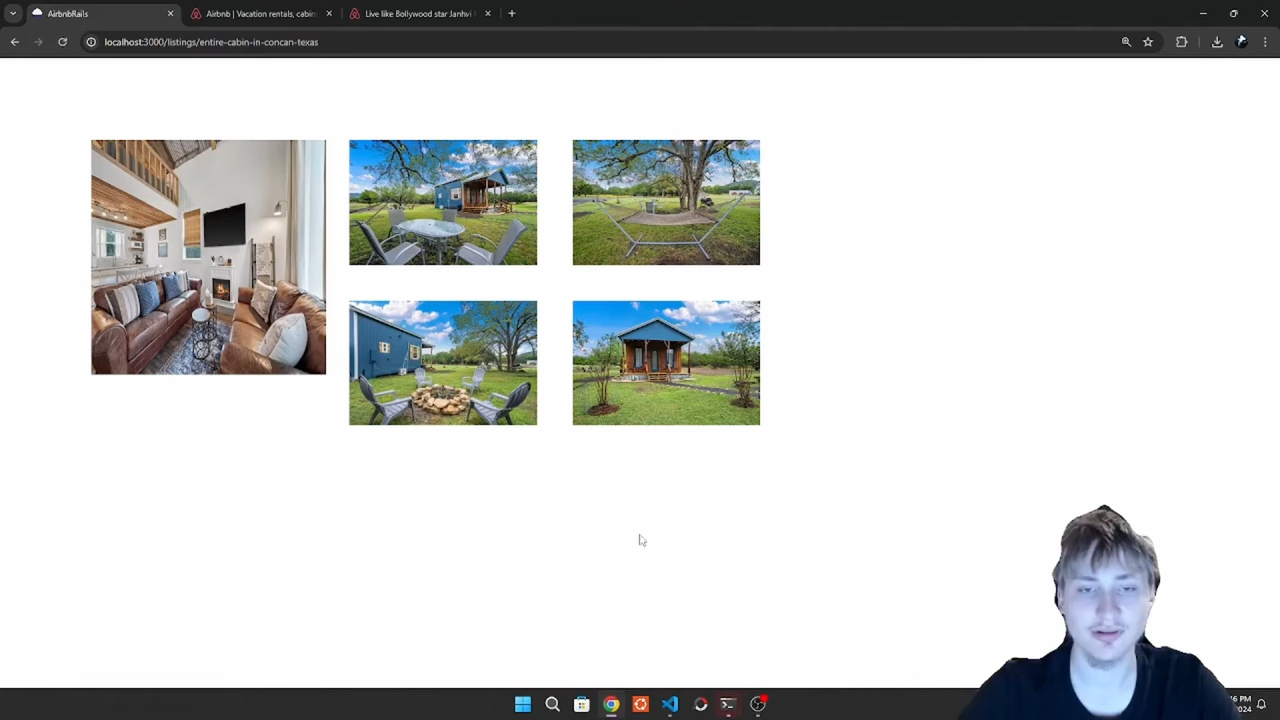 AirbnbRails
Airbnb | Vacation rentals, cabin
Live like Bollywood star Janhvi
localhost:3000/listings/entire-cabin-in-concan-texas